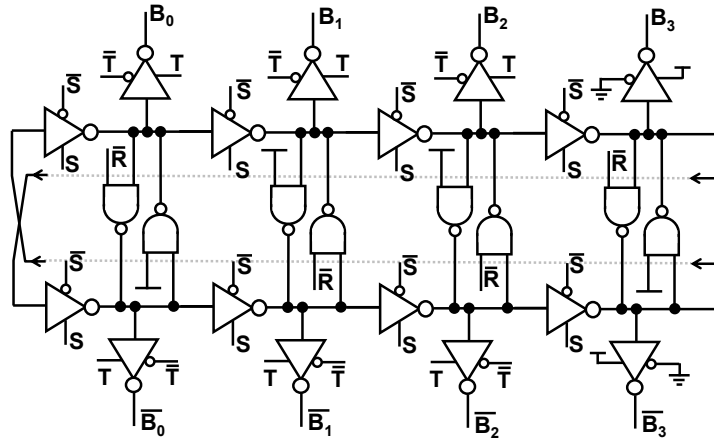 B₀ B₁ B₂ B₃
T̅ T T̅ T T̅ T
S̅ S̅ S̅ S̅
S S S S
R̅ R̅
S̅ S̅ S̅ S̅
R̅ R̅
S S S S
T T̅ T T̅ T T̅
B̅₀ B̅₁ B̅₂ B̅₃